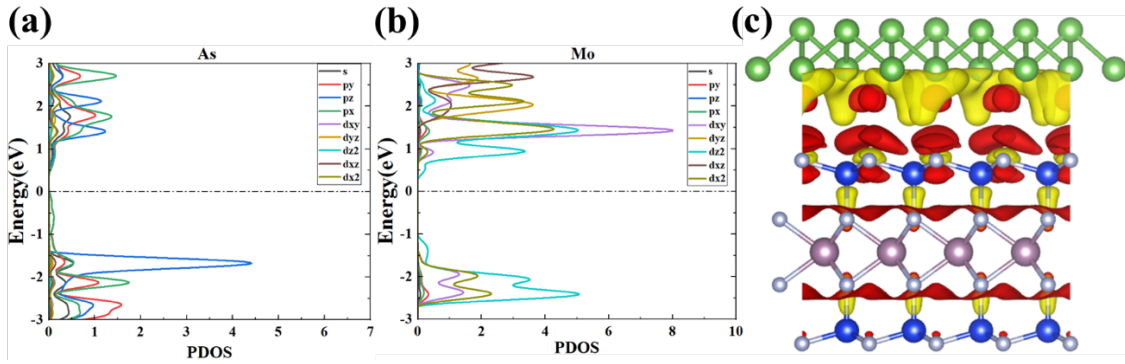 (a)
As
Energy(eV)
3
2
1
0
-1
-2
-3
0
1
2
3
4
5
6
7
PDOS
s
py
pz
px
dxy
dyz
dz2
dxz
dx2
(b)
Mo
Energy(eV)
3
2
1
0
-1
-2
-3
0
2
4
6
8
10
PDOS
s
py
pz
px
dxy
dyz
dz2
dxz
dx2
(c)